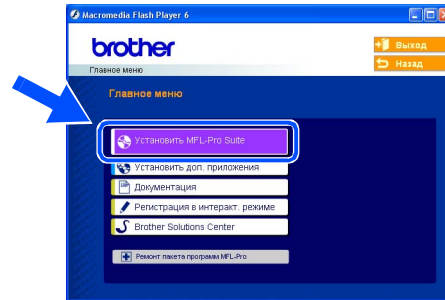 Macromedia Flash Player 6
brother
Выход
Назад
Главное меню
Главное меню
Установить MFL-Pro Suite
Установить доп. приложения
Документация
Регистрация в интеракт. режиме
Brother Solutions Center
Ремонт пакета программ MFL-Pro